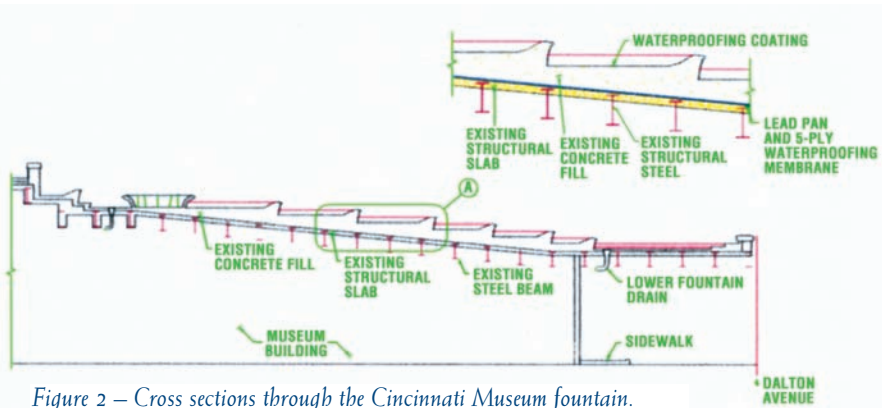 WATERPROOFING COATING
EXISTING
STRUCTURAL
SLAB
EXISTING
CONCRETE
FILL
EXISTING
STRUCTURAL
STEEL
LEAD PAN
AND 5-PLY
WATERPROOFING
MEMBRANE
A
EXISTING
CONCRETE FILL
EXISTING
STRUCTURAL
SLAB
EXISTING
STEEL BEAM
LOWER FOUNTAIN
DRAIN
MUSEUM
BUILDING
SIDEWALK
DALTON
AVENUE
Figure 2 – Cross sections through the Cincinnati Museum fountain.